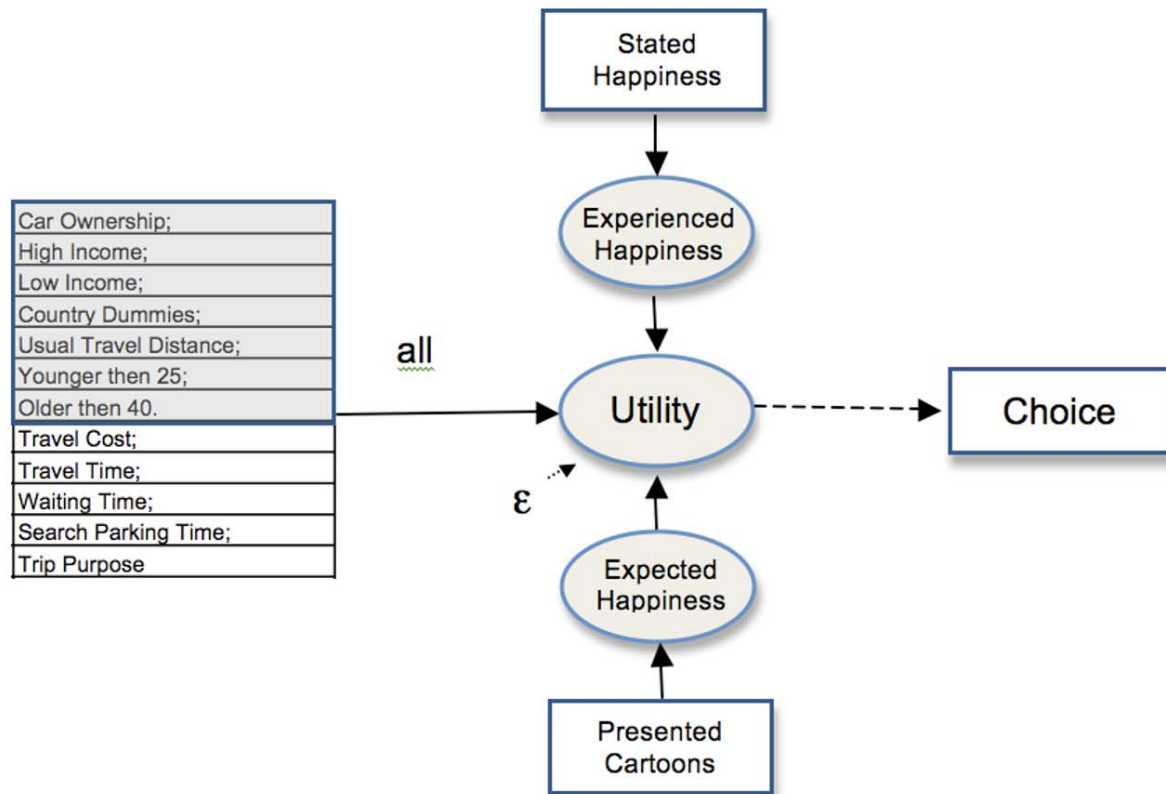 Stated
Happiness
Experienced
Happiness
Car Ownership;
High Income;
Low Income;
Country Dummies;
Usual Travel Distance;
Younger then 25;
Older then 40.
Travel Cost;
Travel Time;
Waiting Time;
Search Parking Time;
Trip Purpose
all
Utility
Choice
ε
Expected
Happiness
Presented
Cartoons